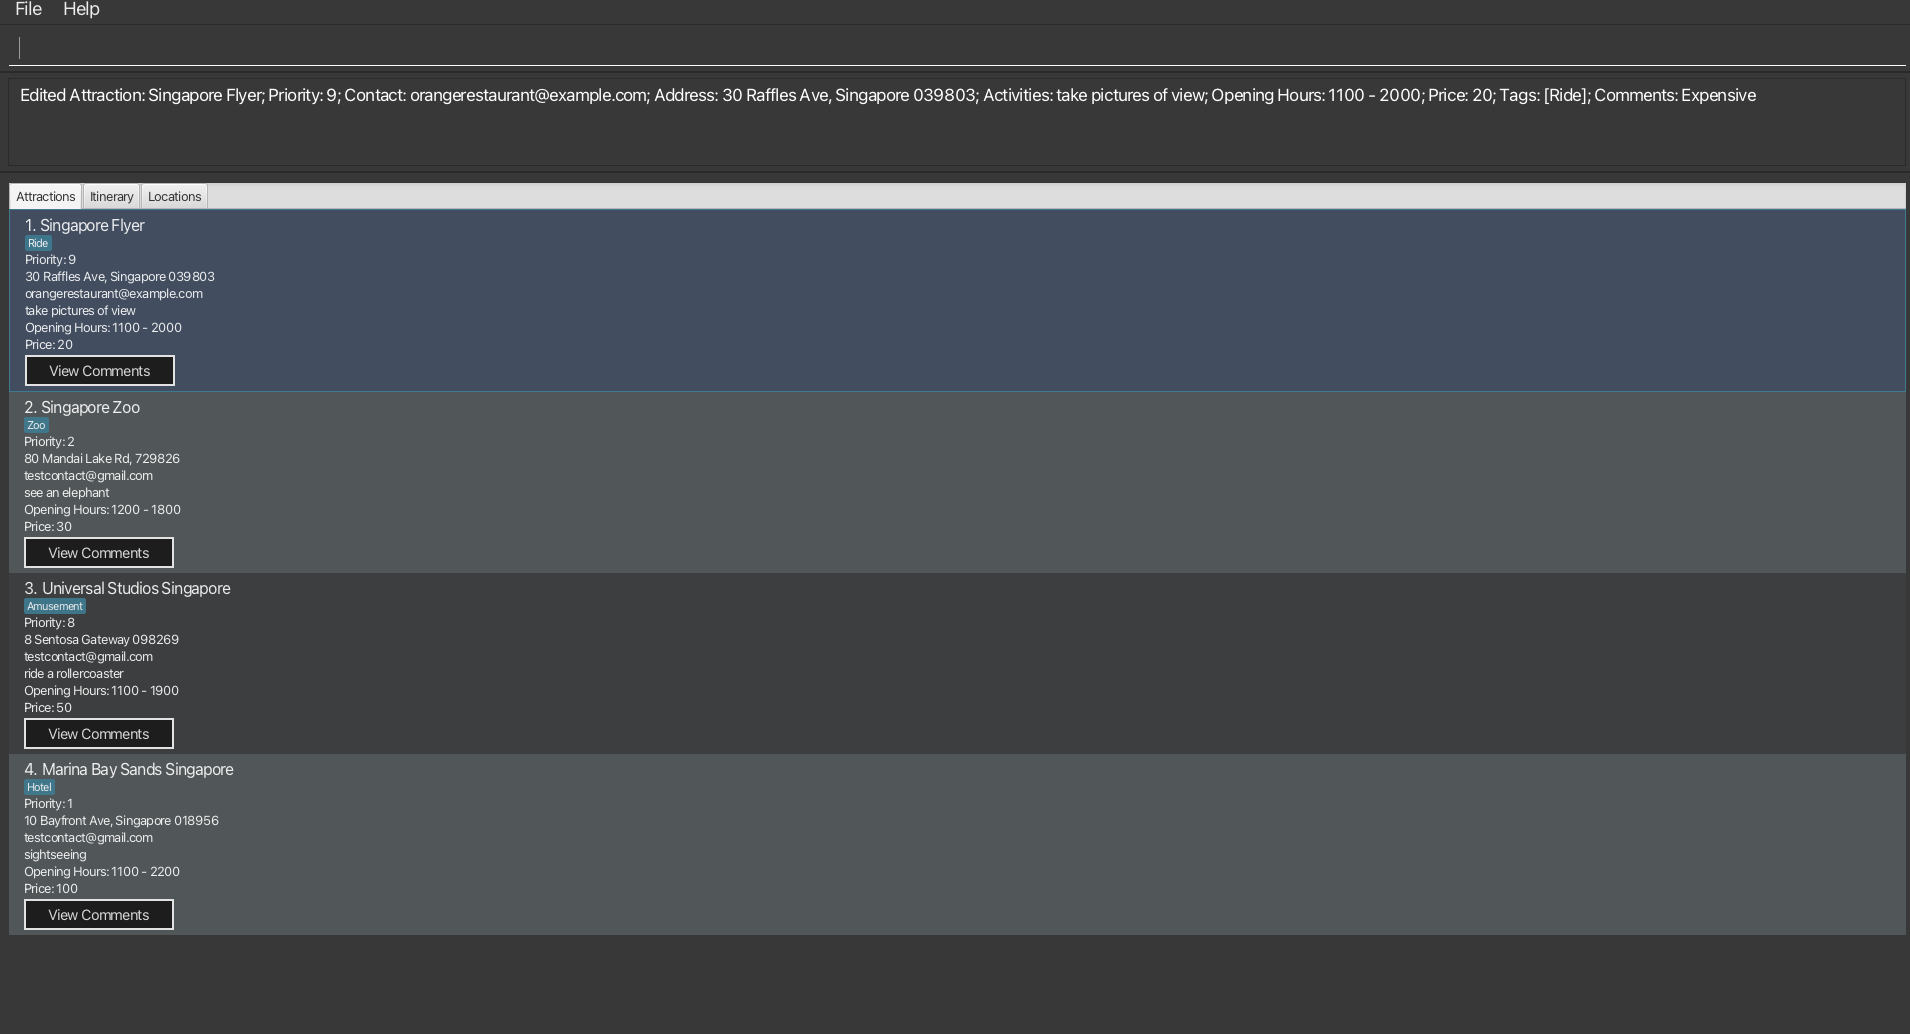 File Help
Edited Attraction: Singapore Flyer; Priority: 9; Contact: orangerestaurant@example.com; Address: 30 Raffles Ave, Singapore 039803; Activities: take pictures of view; Opening Hours: 1100 - 2000; Price: 20; Tags: [Ride]; Comments: Expensive
Attractions Itinerary Locations
1. Singapore Flyer
Ride
Priority: 9
30 Raffles Ave, Singapore 039803
orangerestaurant@example.com
take pictures of view
Opening Hours: 1100 - 2000
Price: 20
View Comments
2. Singapore Zoo
Zoo
Priority: 2
80 Mandai Lake Rd, 729826
testcontact@gmail.com
see an elephant
Opening Hours: 1200 - 1800
Price: 30
View Comments
3. Universal Studios Singapore
Amusement
Priority: 8
8 Sentosa Gateway 098269
testcontact@gmail.com
ride a rollercoaster
Opening Hours: 1100 - 1900
Price: 50
View Comments
4. Marina Bay Sands Singapore
Hotel
Priority: 1
10 Bayfront Ave, Singapore 018956
testcontact@gmail.com
sightseeing
Opening Hours: 1100 - 2200
Price: 100
View Comments